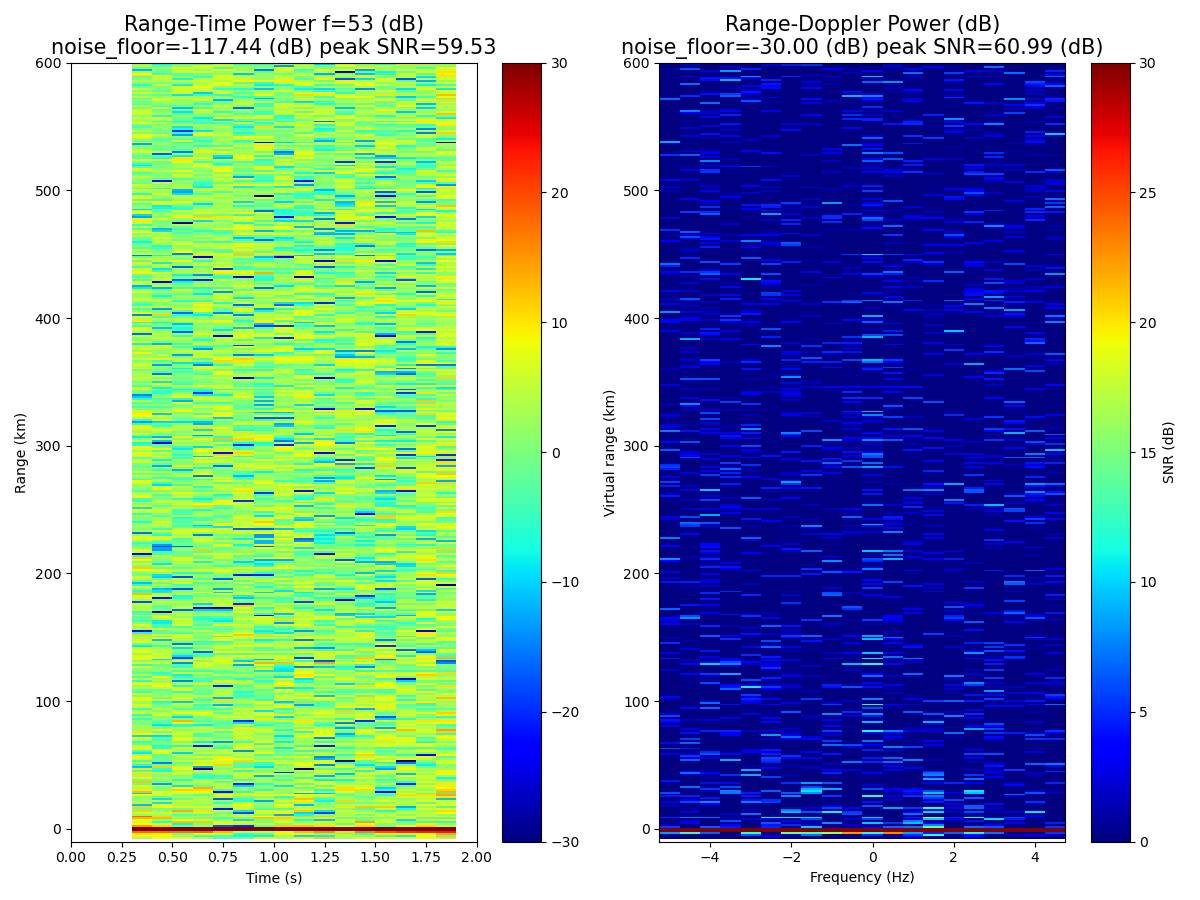 Range-Time Power f=53 (dB)
noise_floor=-117.44 (dB) peak SNR=59.53
600
500
400
300
200
100
0
Range (km)
0.00 0.25 0.50 0.75 1.00 1.25 1.50 1.75 2.00
Time (s)
30
20
10
0
−10
−20
−30
Range-Doppler Power (dB)
noise_floor=-30.00 (dB) peak SNR=60.99 (dB)
600
500
400
300
200
100
0
Virtual range (km)
−4 −2 0 2 4
Frequency (Hz)
30
25
20
15
10
5
0
SNR (dB)